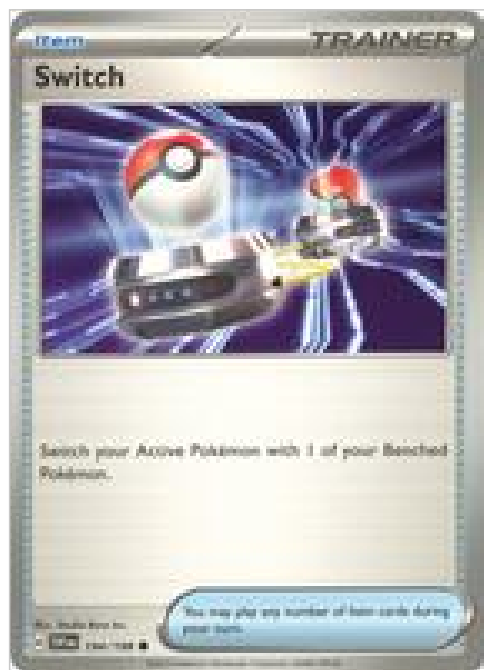 Item TRAINER
Switch
Switch your Active Pokémon with 1 of your Benched
Pokémon.
You may play any number of Item cards during
your turn.